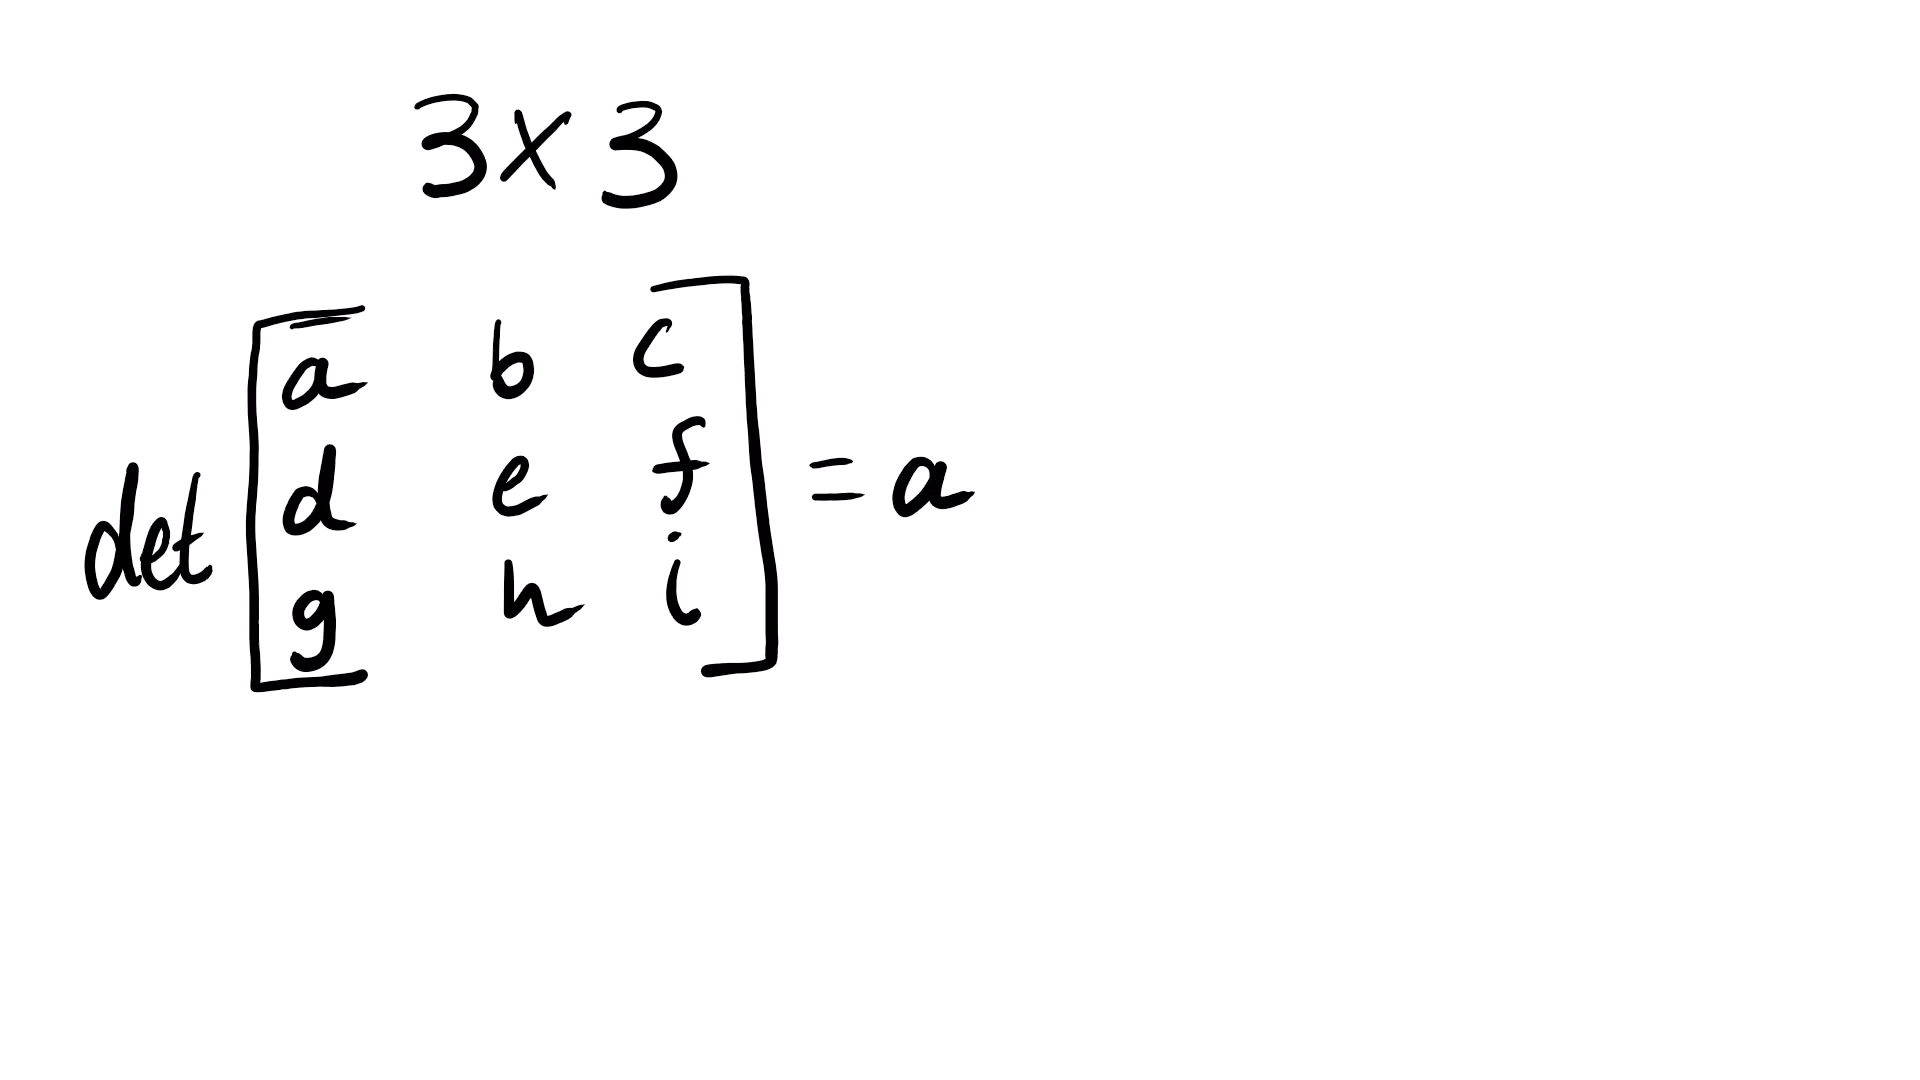 3x3
a b c
d e f
det = a
g h i